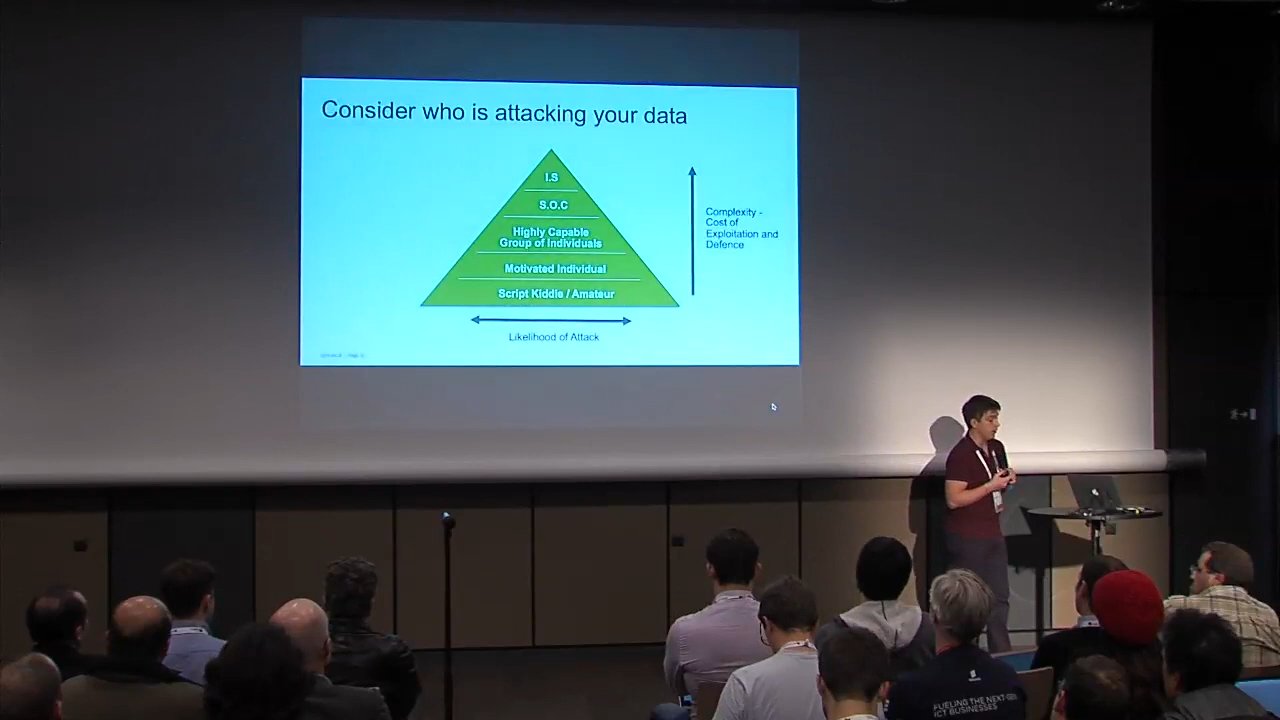 Consider who is attacking your data
I.S
S.O.C
Highly Capable
Group of Individuals
Motivated Individual
Script Kiddie / Amateur
Complexity -
Cost of
Exploitation and
Defence
Likelihood of Attack
FUELING THE NEXT GEN
ICT BUSINESSES